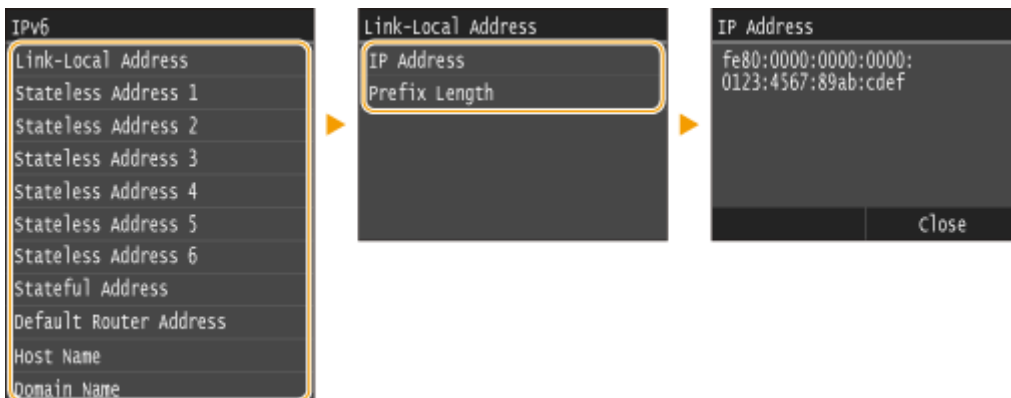 IPv6
Link-Local Address
Stateless Address 1
Stateless Address 2
Stateless Address 3
Stateless Address 4
Stateless Address 5
Stateless Address 6
Stateful Address
Default Router Address
Host Name
Domain Name
Link-Local Address
IP Address
Prefix Length
IP Address
fe80:0000:0000:0000:
0123:4567:89ab:cdef
Close